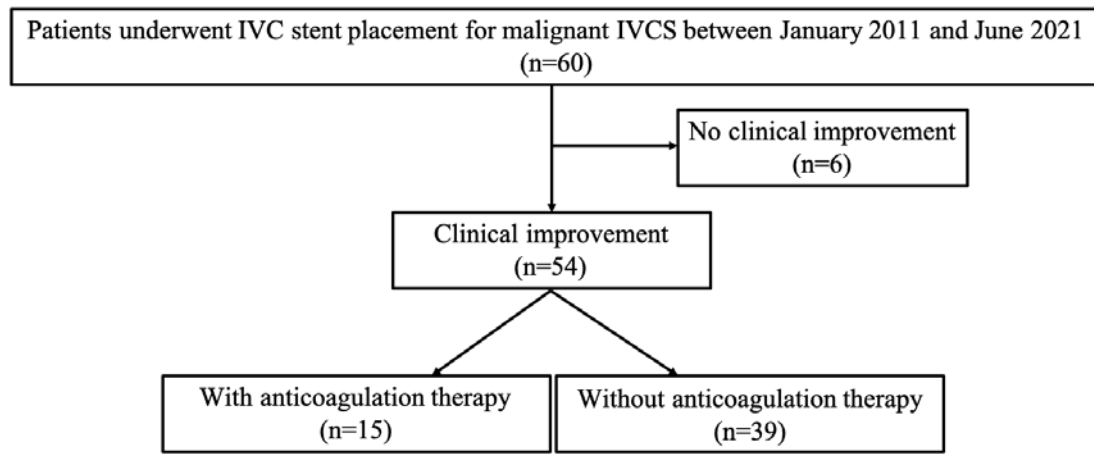 Patients underwent IVC stent placement for malignant IVCS between January 2011 and June 2021
(n=60)
No clinical improvement
(n=6)
Clinical improvement
(n=54)
With anticoagulation therapy
(n=15)
Without anticoagulation therapy
(n=39)